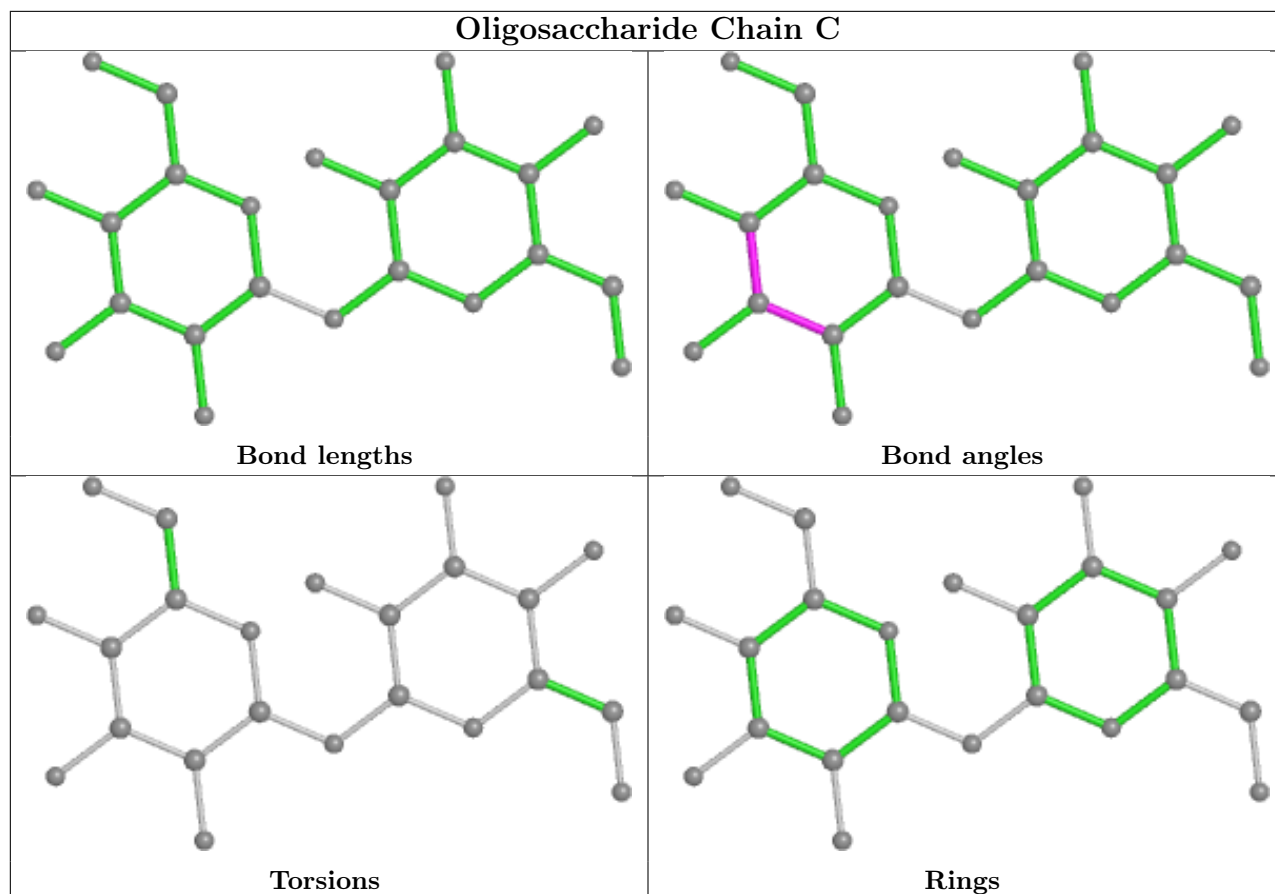 Oligosaccharide Chain C
Bond lengths
Bond angles
Torsions
Rings